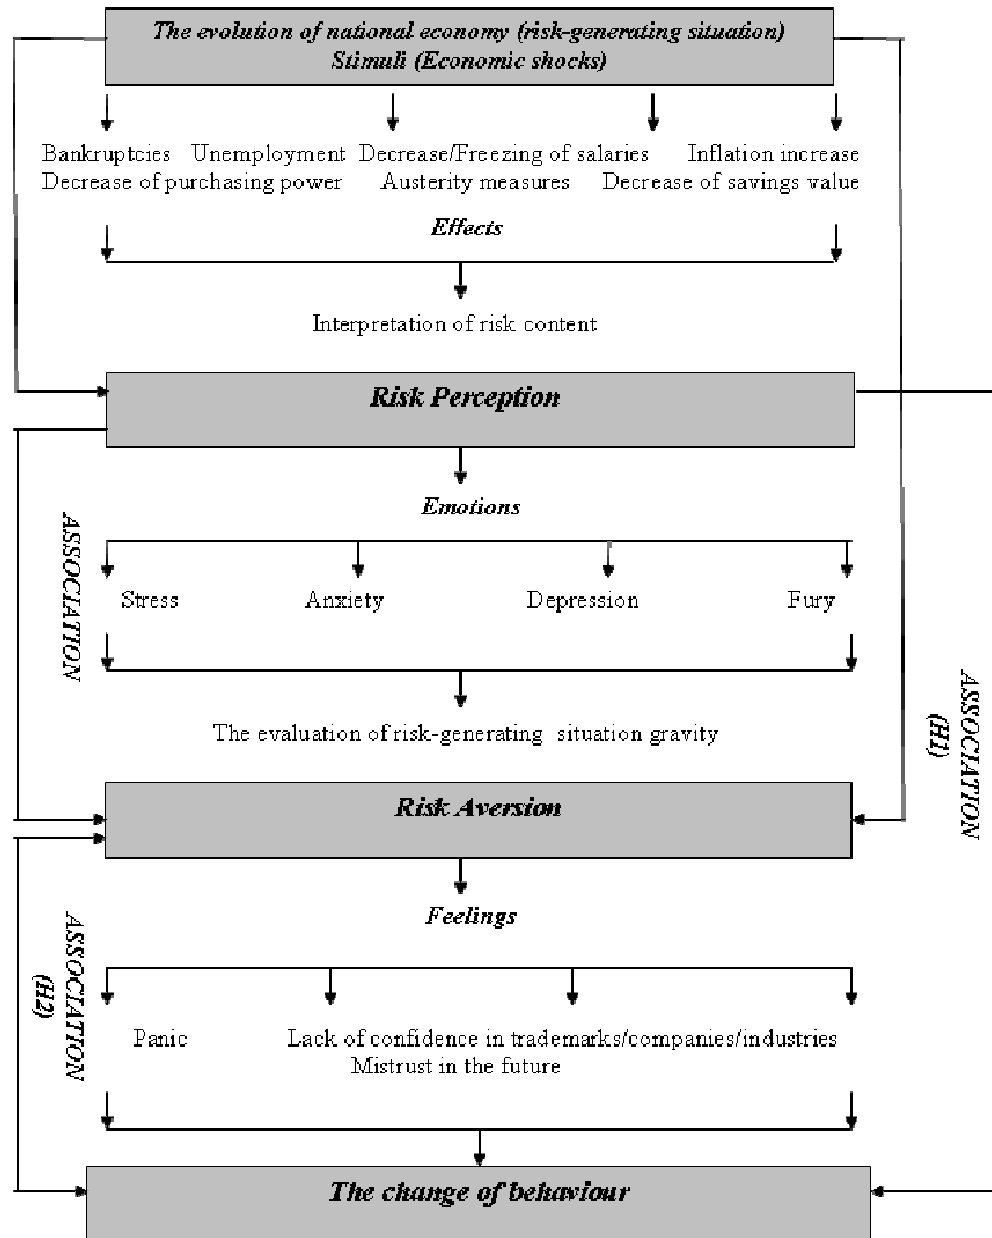 The evolution of national economy (risk-generating situation)
Stimuli (Economic shocks)
Bankruptcies Unemployment Decrease/Freezing of salaries Inflation increase
Decrease of purchasing power Austerity measures Decrease of savings value
Effects
Interpretation of risk content
Risk Perception
Emotions
ASSOCIATION
Stress Anxiety Depression Fury
The evaluation of risk-generating situation gravity
ASSOCIATION
(H1)
Risk Aversion
Feelings
ASSOCIATION
(H2)
Panic Lack of confidence in trademarks/companies/industries
Mistrust in the future
The change of behaviour